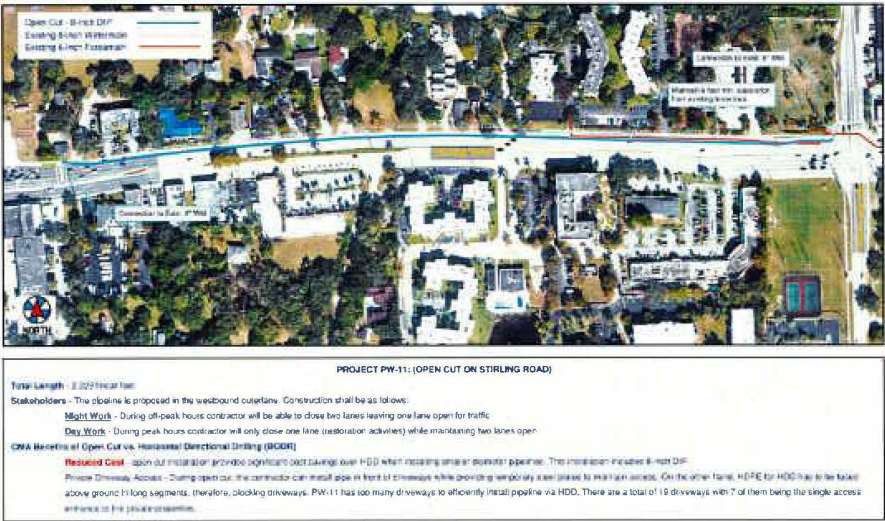 Open Cut - 8-inch DIP
Existing 8-inch Watermain
Existing 6-inch Forcemain
Connection to Exist. 8" WM
Maintain 6 feet min. separation
from existing forcemain
Connection to Exist. 8" WM
NORTH
PROJECT PW-11: (OPEN CUT ON STIRLING ROAD)
Total Length - linear feet
Stakeholders - The pipeline is proposed in the westbound outerlane. Construction shall be as follows:
Night Work - During off-peak hours contractor will be able to close two lanes leaving one lane open for traffic
Day Work - During peak hours contractor will only close one lane (restoration activities) while maintaining two lanes open
CMA Benefits of Open Cut vs. Horizontal Directional Drilling
Reduced Cost - open cut installation provides significant cost savings over HDD when installing smaller diameter pipelines. This installation includes 8-inch DIP
Private Driveway Access - During open cut, the contractor can install pipe in front of driveways while providing temporary steel plates to maintain access. On the other hand, HDPE for HDD has to be fused
above ground in long segments, therefore, blocking driveways. PW-11 has too many driveways to efficiently install pipeline via HDD. There are a total of 19 driveways with 7 of them being the single access
entrance to the private properties.